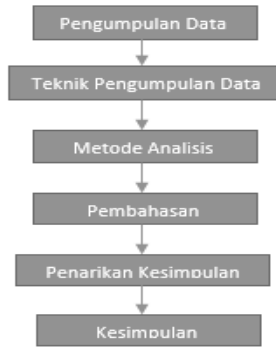 Pengumpulan Data
Teknik Pengumpulan Data
Metode Analisis
Pembahasan
Penarikan Kesimpulan
Kesimpulan